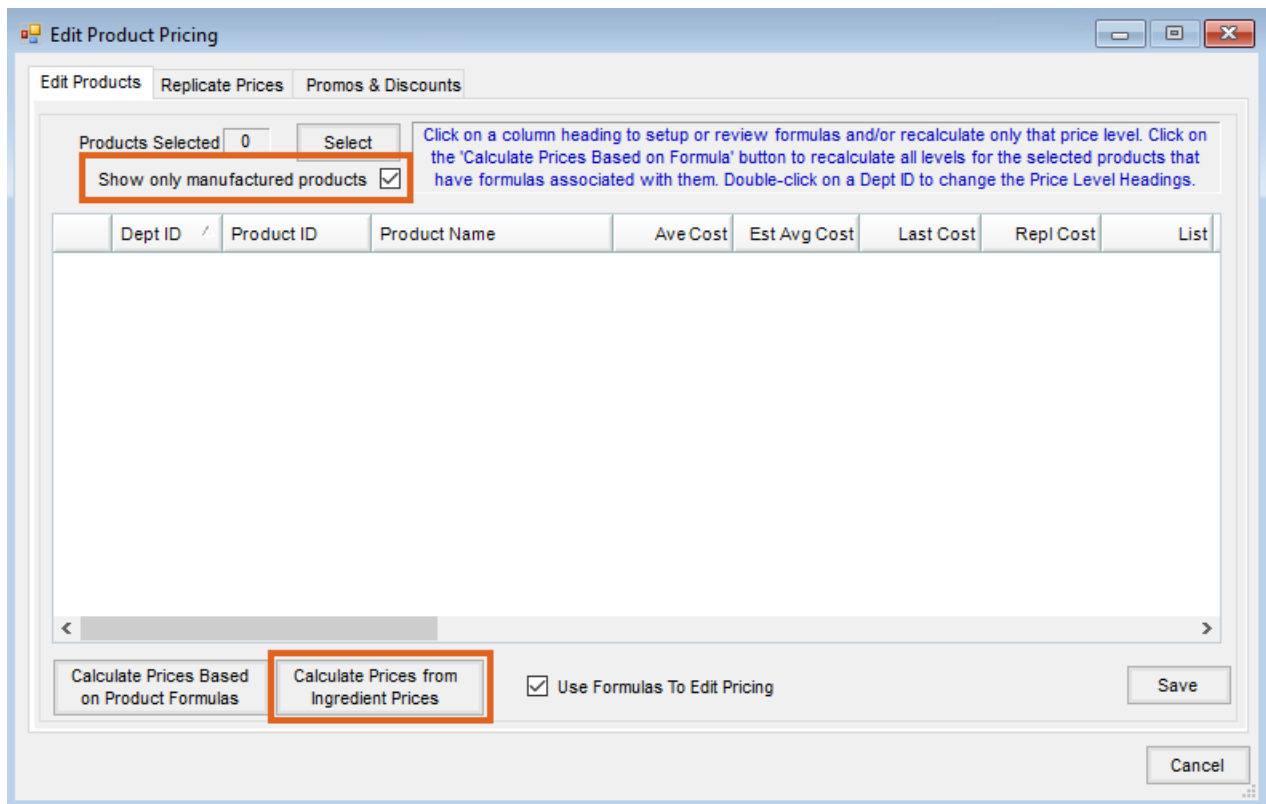 Edit Product Pricing
Edit Products Replicate Prices Promos & Discounts
Products Selected 0 Select
Click on a column heading to setup or review formulas and/or recalculate only that price level. Click on
the 'Calculate Prices Based on Formula' button to recalculate all levels for the selected products that
have formulas associated with them. Double-click on a Dept ID to change the Price Level Headings.
Show only manufactured products
Dept ID Product ID Product Name Ave Cost Est Avg Cost Last Cost Repl Cost List
Calculate Prices Based
on Product Formulas
Calculate Prices from
Ingredient Prices
Use Formulas To Edit Pricing
Save
Cancel